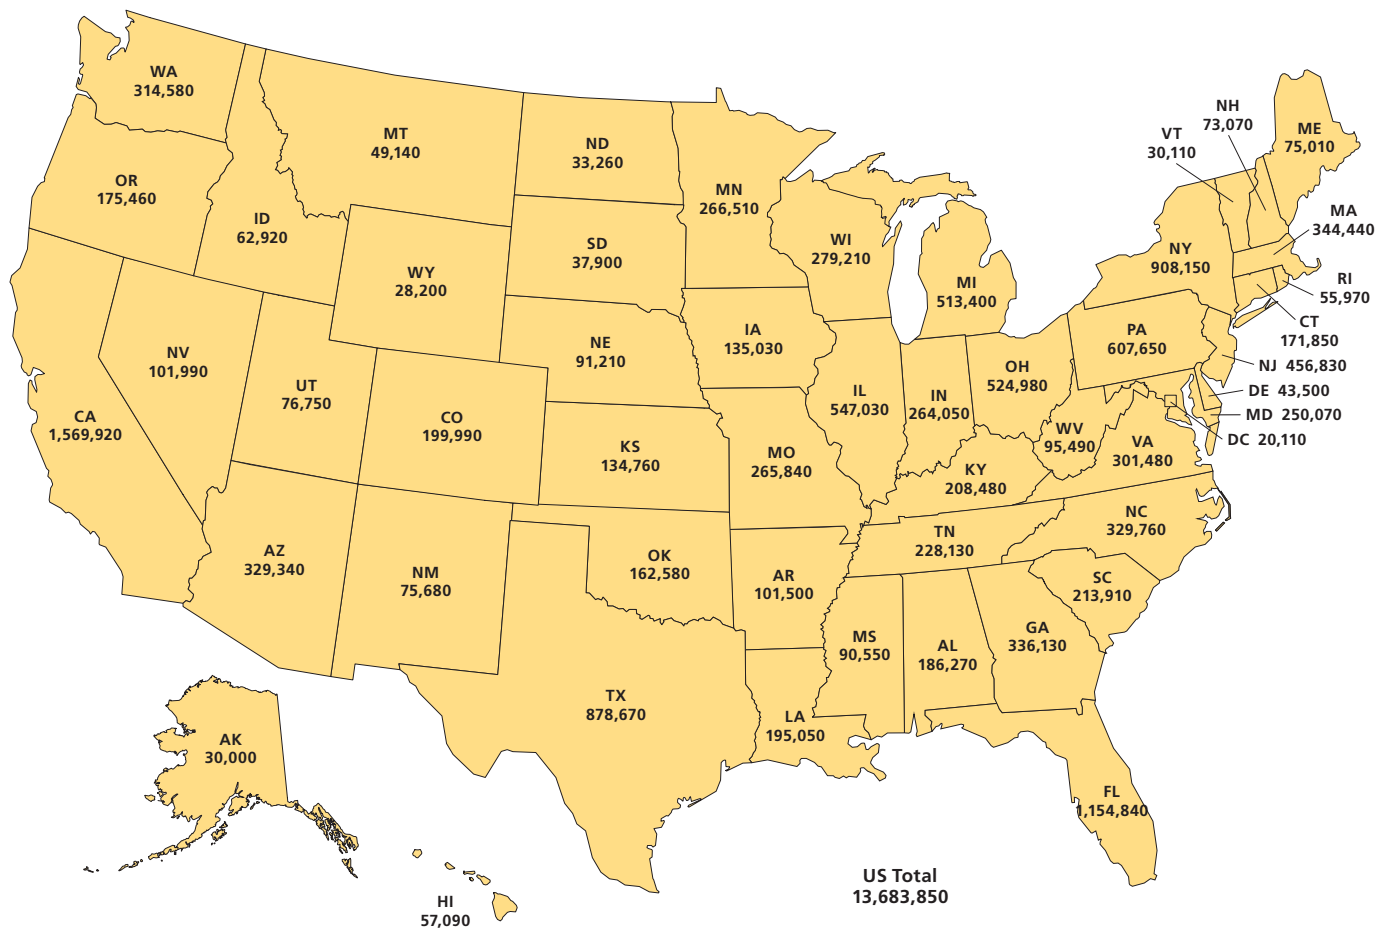 WA
314,580
MT
49,140
ND
33,260
MN
266,510
VT
30,110
NH
73,070
ME
75,010
OR
175,460
ID
62,920
WY
28,200
SD
37,900
WI
279,210
MI
513,400
NY
908,150
MA
344,440
RI
55,970
CT
171,850
NJ 456,830
DE 43,500
MD 250,070
DC 20,110
NV
101,990
UT
76,750
CO
199,990
NE
91,210
IA
135,030
IL
547,030
IN
264,050
OH
524,980
PA
607,650
CA
1,569,920
KS
134,760
MO
265,840
KY
208,480
WV
95,490
VA
301,480
AZ
329,340
NM
75,680
OK
162,580
AR
101,500
TN
228,130
NC
329,760
SC
213,910
TX
878,670
LA
195,050
MS
90,550
AL
186,270
GA
336,130
FL
1,154,840
AK
30,000
HI
57,090
US Total
13,683,850